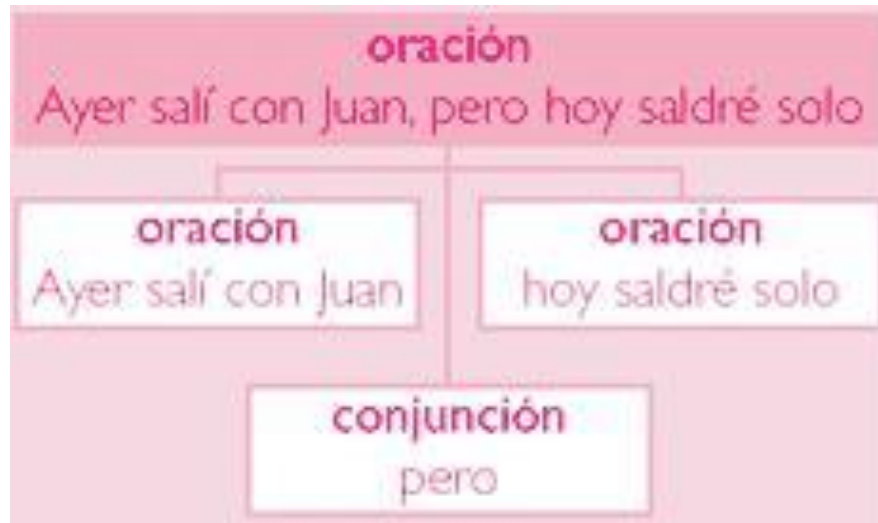 oración
Ayer salí con Juan, pero hoy saldré solo
oración
Ayer salí con Juan
oración
hoy saldré solo
conjunción
pero